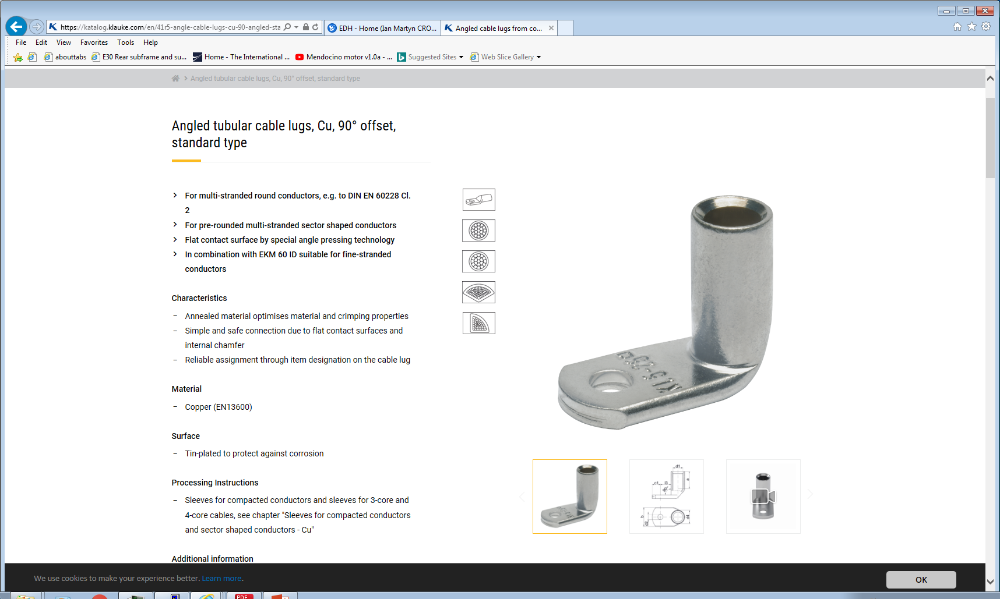 https://katalog.klauke.com/en/41r5-angle-cable-lugs-cu-90-angled-sta
EDH - Home (Ian Martyn CRO...
Angled cable lugs from co...
File Edit View Favorites Tools Help
abouttabs
E30 Rear subframe and su...
Home - The International ...
Mendocino motor v1.0a - ...
Suggested Sites
Web Slice Gallery
Angled tubular cable lugs, Cu, 90° offset, standard type
Angled tubular cable lugs, Cu, 90° offset,
standard type
For multi-stranded round conductors, e.g. to DIN EN 60228 Cl.
2
For pre-rounded multi-stranded sector shaped conductors
Flat contact surface by special angle pressing technology
In combination with EKM 60 ID suitable for fine-stranded
conductors
Characteristics
– Annealed material optimises material and crimping properties
– Simple and safe connection due to flat contact surfaces and
internal chamfer
– Reliable assignment through item designation on the cable lug
Material
– Copper (EN13600)
Surface
– Tin-plated to protect against corrosion
Processing Instructions
– Sleeves for compacted conductors and sleeves for 3-core and
4-core cables, see chapter "Sleeves for compacted conductors
and sector shaped conductors - Cu"
Additional information
d1
c1
l3
a
90°
b
d2
d4
We use cookies to make your experience better. Learn more.
OK
PDF